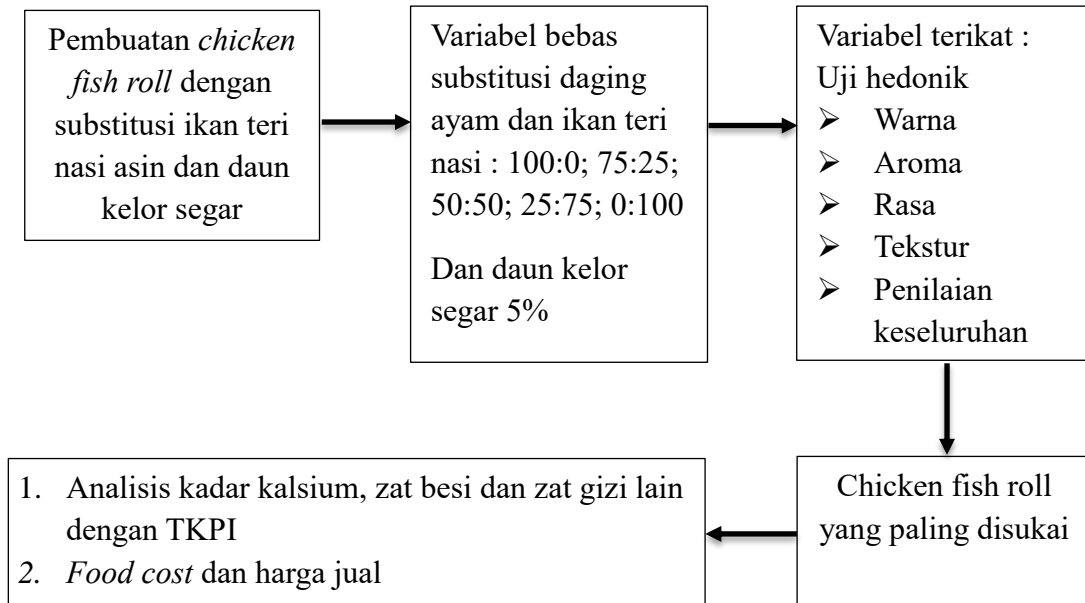 Pembuatan chicken
fish roll dengan
substitusi ikan teri
nasi asin dan daun
kelor segar
Variabel bebas
substitusi daging
ayam dan ikan teri
nasi : 100:0; 75:25;
50:50; 25:75; 0:100
Dan daun kelor
segar 5%
Variabel terikat :
Uji hedonik
➢ Warna
➢ Aroma
➢ Rasa
➢ Tekstur
➢ Penilaian
keseluruhan
Chicken fish roll
yang paling disukai
1. Analisis kadar kalsium, zat besi dan zat gizi lain
dengan TKPI
2. Food cost dan harga jual